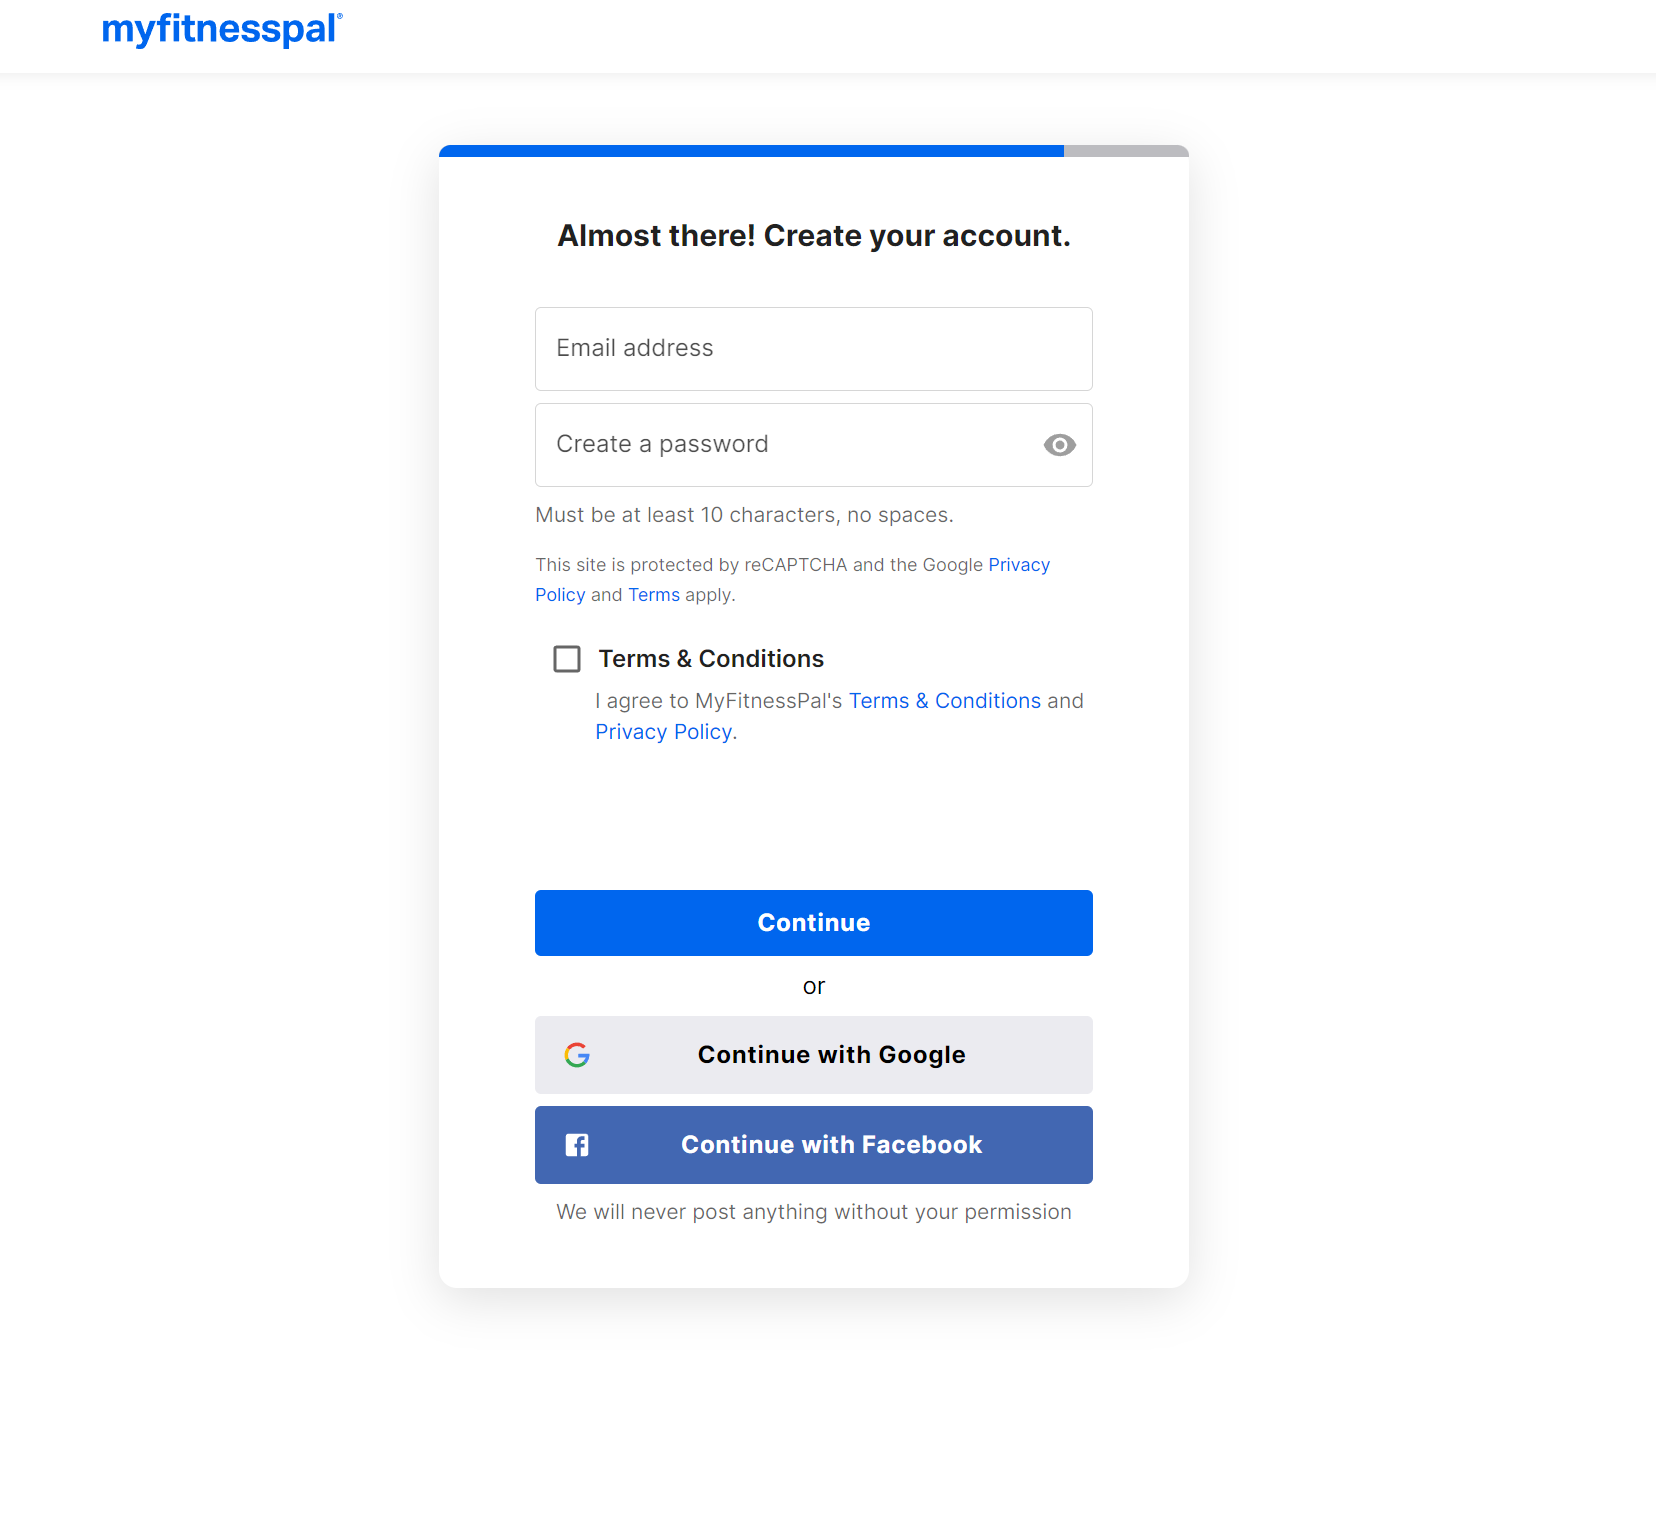 myfitnesspal®
Almost there! Create your account.
Email address
Create a password
Must be at least 10 characters, no spaces.
This site is protected by reCAPTCHA and the Google Privacy
Policy and Terms apply.
Terms & Conditions
I agree to MyFitnessPal's Terms & Conditions and
Privacy Policy.
Continue
or
Continue with Google
Continue with Facebook
We will never post anything without your permission